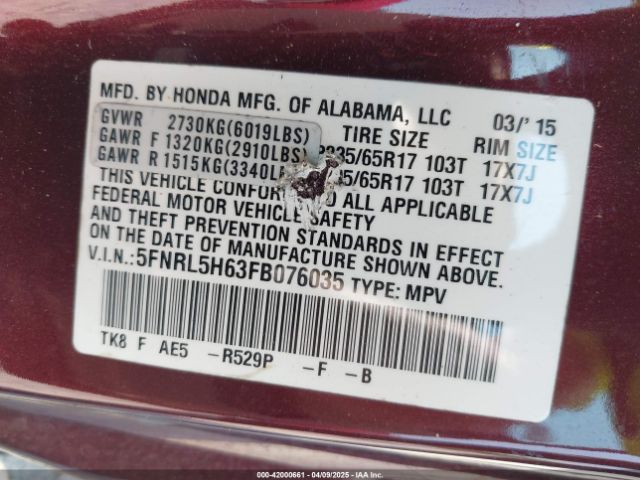 MFD. BY HONDA MFG. OF ALABAMA, LLC 03/'15
GVWR 2730KG(6019LBS) TIRE SIZE RIM SIZE
GAWR F 1320KG(2910LBS) 103T 17X7J
GAWR R 1515KG(3340L 103T 17X7J
THIS VEHICLE TO ALL APPLICABLE
FEDERAL MOTOR VEHICLE SAFETY
AND THEFT PREVENTION STANDARDS IN EFFECT
ON THE DATE OF MANUFACTURE SHOWN ABOVE.
V.I.N.:5FNRL5H63FB076035 TYPE: MPV
TK8 F AE5 -R529P -F -B
000-42000661 | 04/09/2025 | IAA Inc.